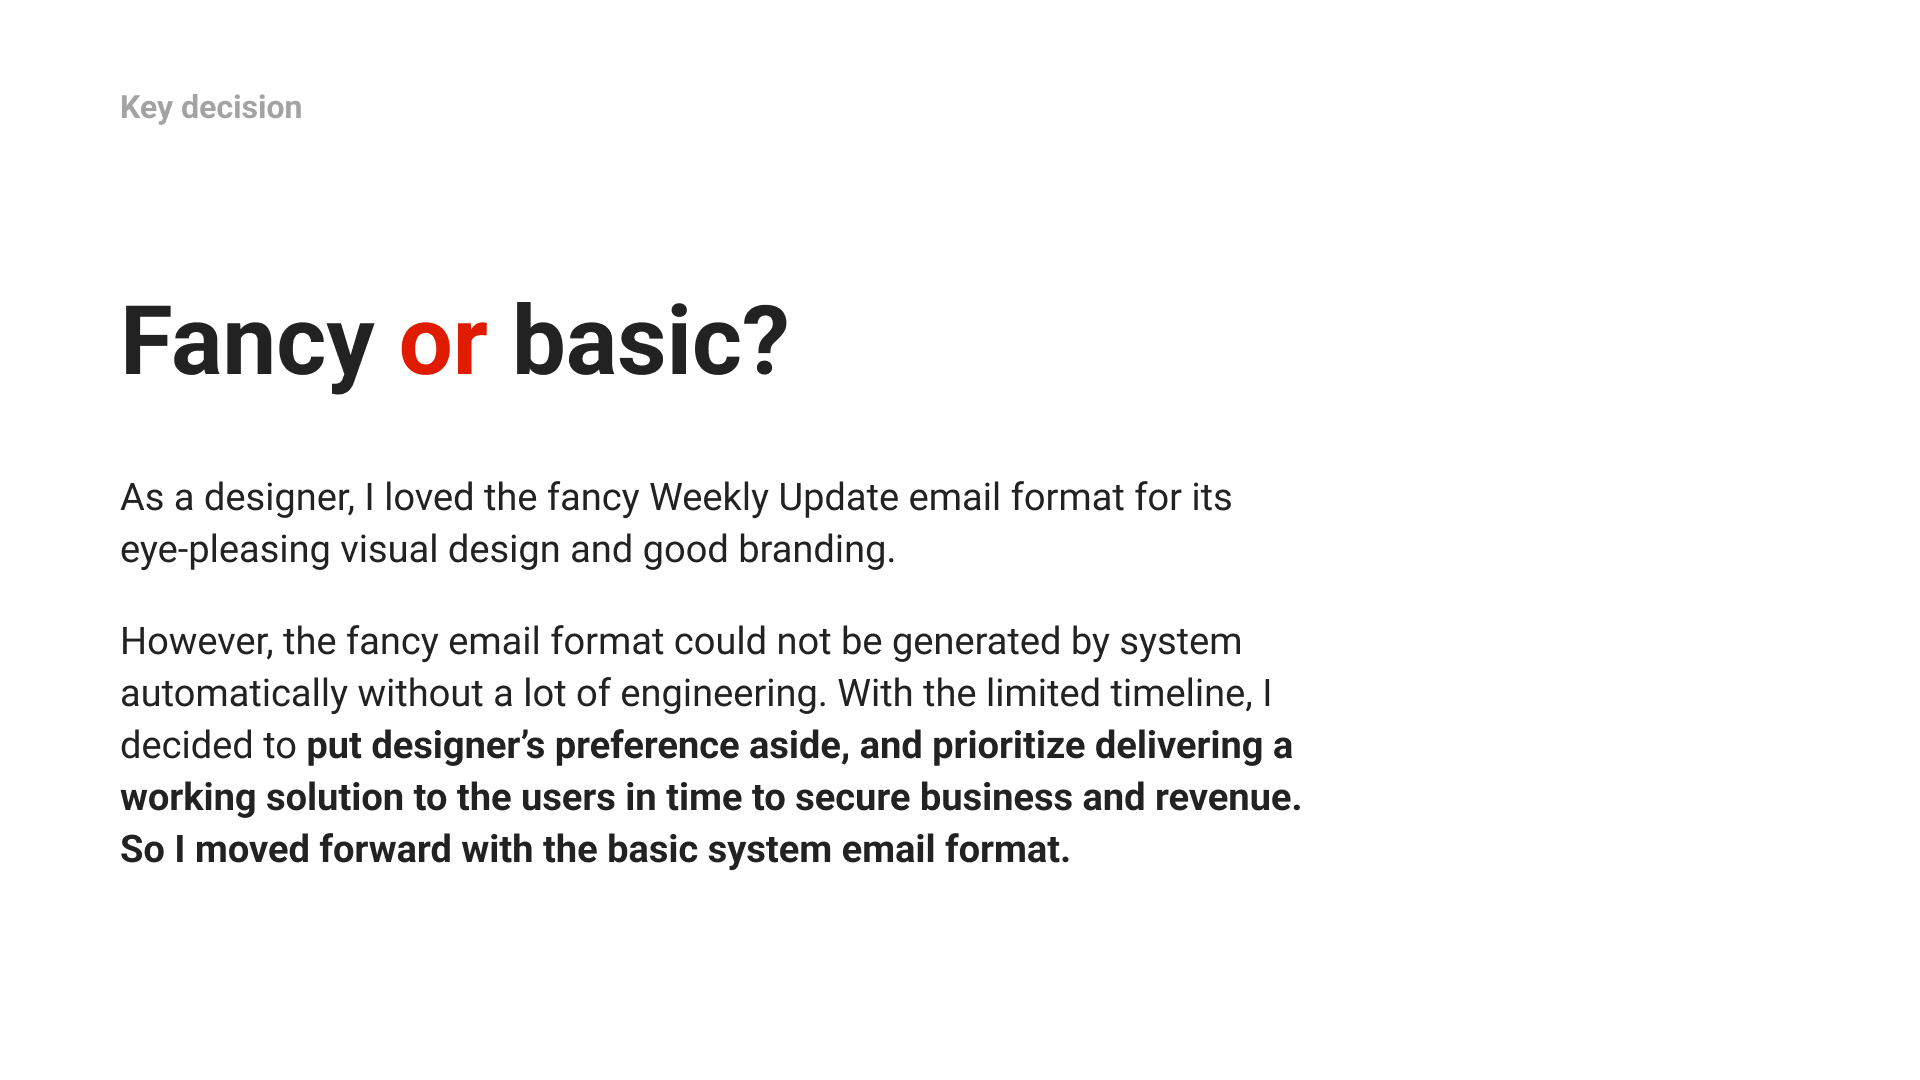 Key decision
Fancy or basic?
As a designer, I loved the fancy Weekly Update email format for its
eye-pleasing visual design and good branding.
However, the fancy email format could not be generated by system
automatically without a lot of engineering. With the limited timeline, I
decided to put designer’s preference aside, and prioritize delivering a
working solution to the users in time to secure business and revenue.
So I moved forward with the basic system email format.